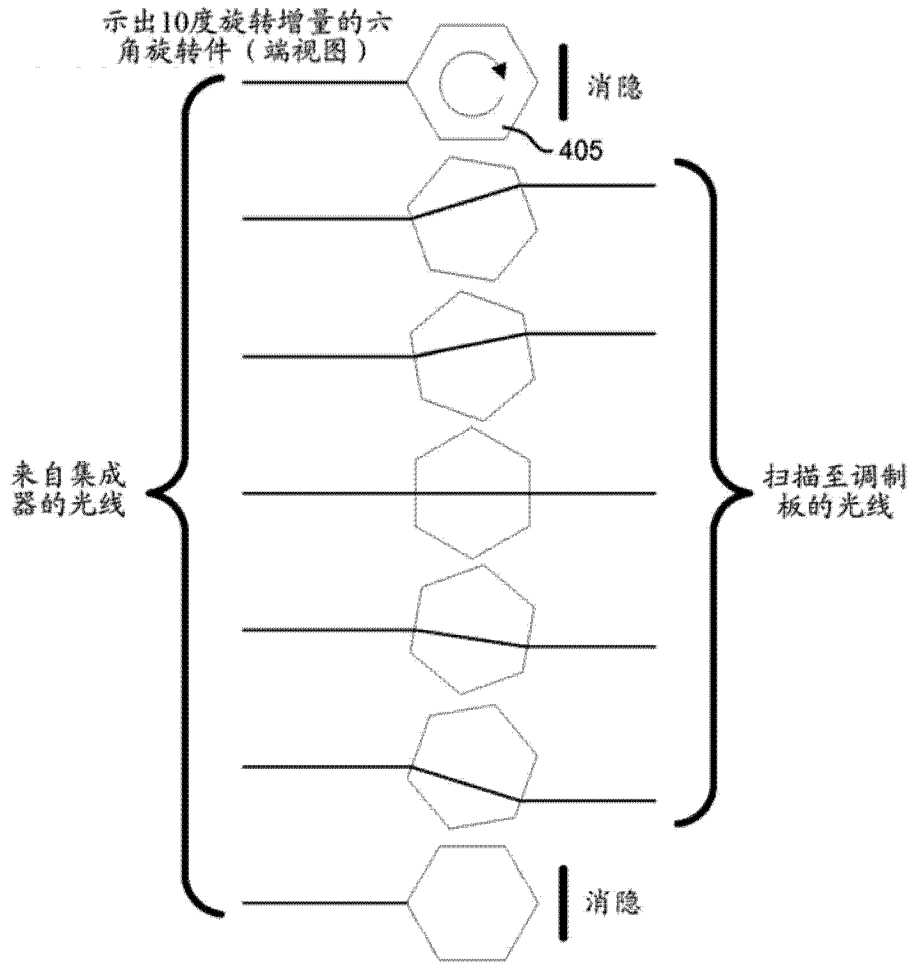 示出10度旋转增量的六
角旋转件（端视图）
消隐
405
来自集成
器的光线
扫描至调制
板的光线
消隐